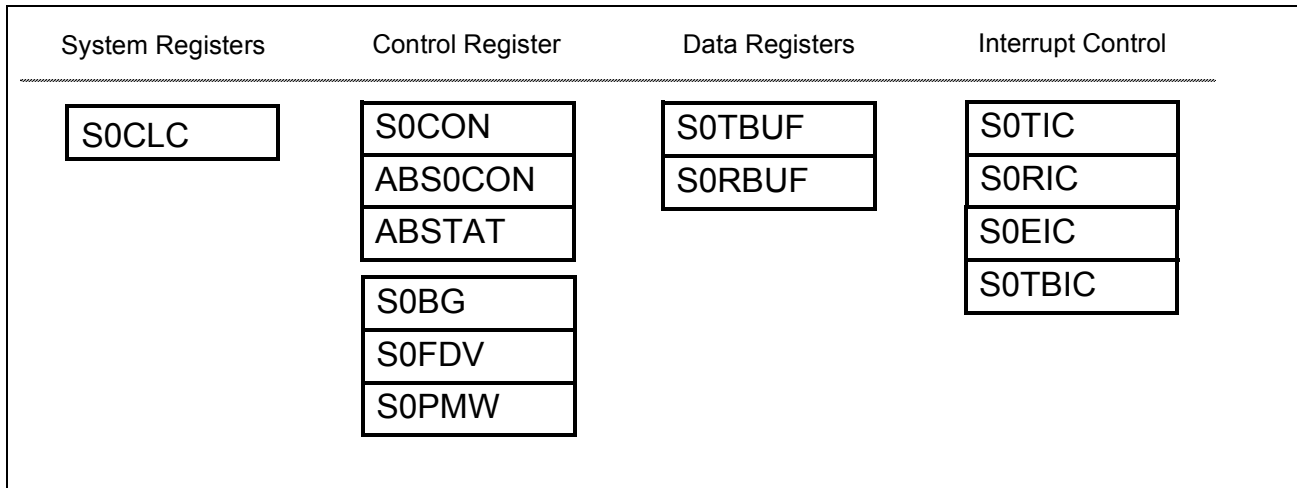 System Registers Control Register Data Registers Interrupt Control
S0CLC
S0CON
ABS0CON
ABSTAT
S0BG
S0FDV
S0PMW
S0TBUF
S0RBUF
S0TIC
S0RIC
S0EIC
S0TBIC